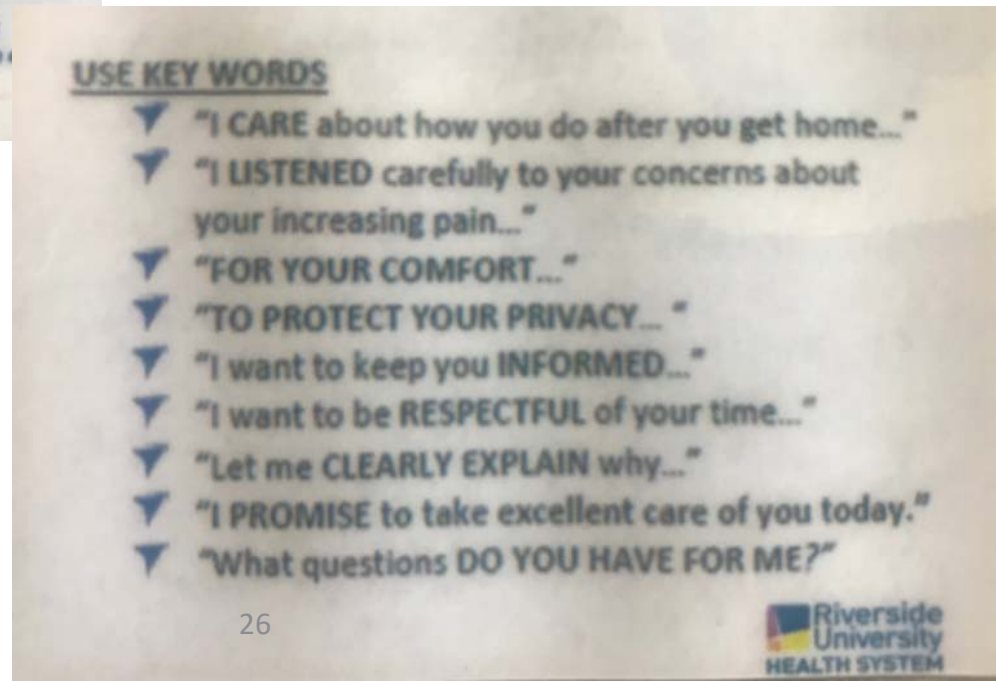 USE KEY WORDS
"I CARE about how you do after you get home..."
"I LISTENED carefully to your concerns about
your increasing pain..."
"FOR YOUR COMFORT..."
"TO PROTECT YOUR PRIVACY... "
"I want to keep you INFORMED..."
"I want to be RESPECTFUL of your time..."
"Let me CLEARLY EXPLAIN why..."
"I PROMISE to take excellent care of you today."
"What questions DO YOU HAVE FOR ME?"
26
Riverside
University
HEALTH SYSTEM